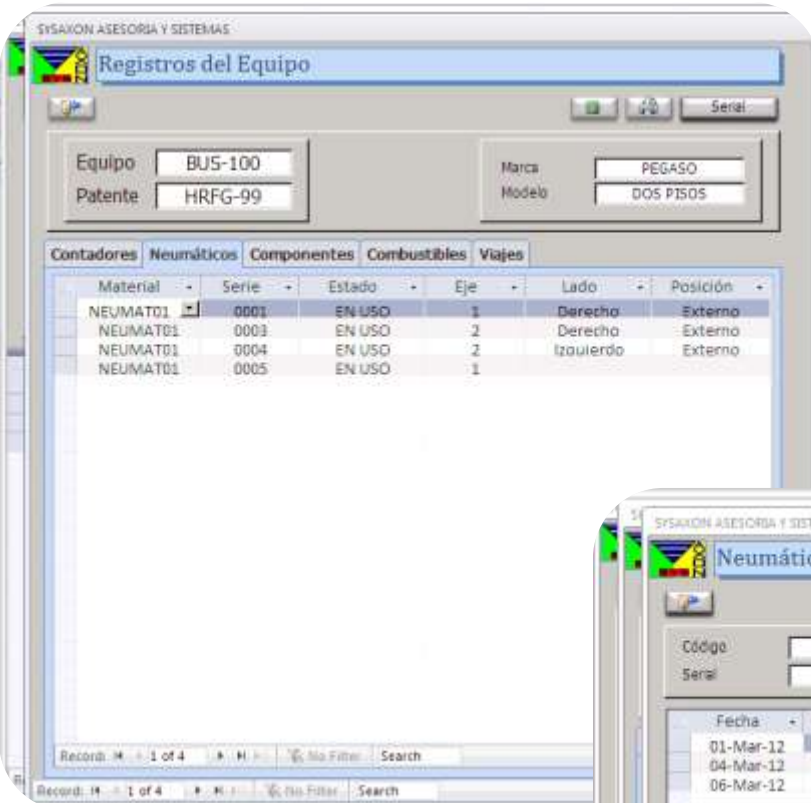 SYSAXON ASESORIA Y SISTEMAS
Registros del Equipo
Serial
Equipo BUS-100
Patente HRFG-99
Marca PEGASO
Modelo DOS PISOS
Contadores Neumáticos Componentes Combustibles Viajes
Material Serie Estado Eje Lado Posición
NEUMAT01 0001 EN USO 1 Derecho Externo
NEUMAT01 0003 EN USO 2 Derecho Externo
NEUMAT01 0004 EN USO 2 Izquierdo Externo
NEUMAT01 0005 EN USO 1
Record: 1 of 4 No Filter Search
Record: 1 of 4 No Filter Search
SYSAXON ASESORIA Y SIST
Neumátic
Código
Serial
Fecha
01-Mar-12
04-Mar-12
06-Mar-12